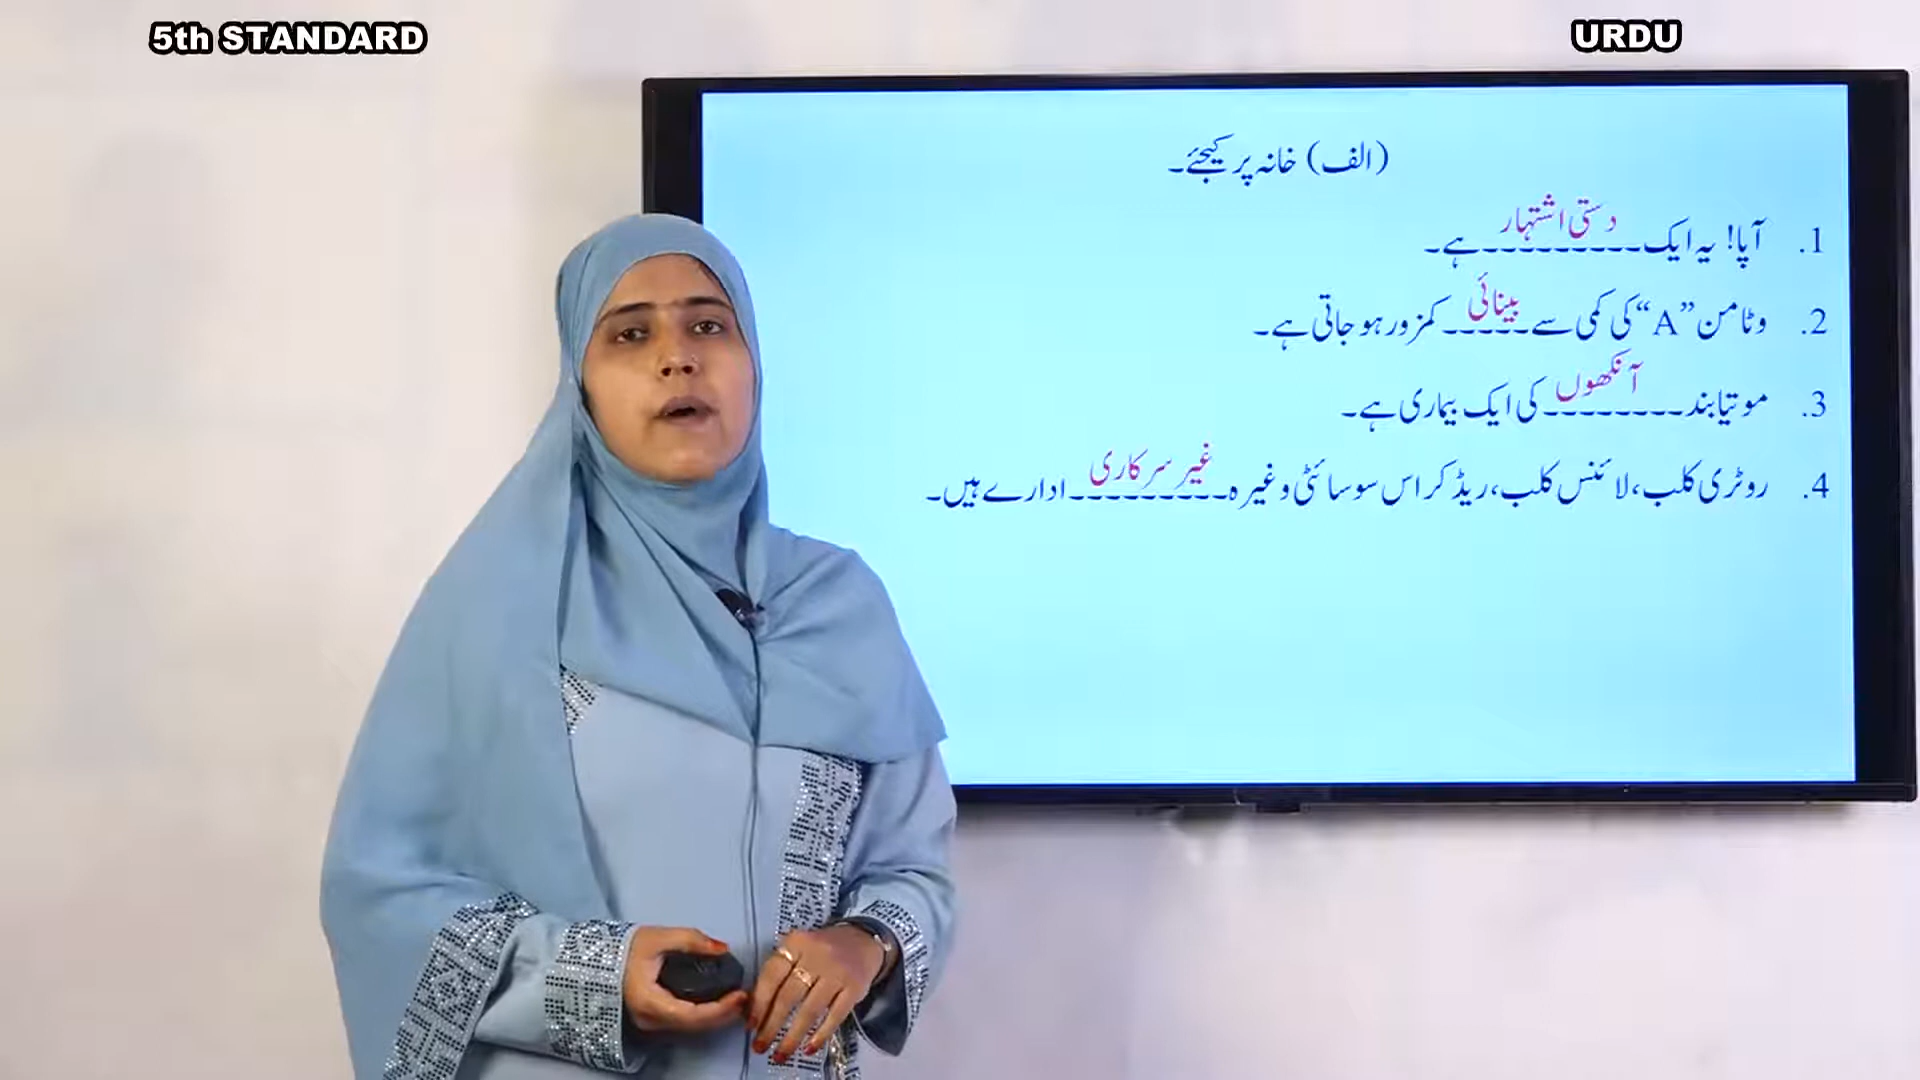 5th STANDARD
URDU
(الف) خانہ پر کیجئے۔
1. آپا! یہ ایک ـ ـ ـ دستی اشتہار ـ ـ ـ ہے۔
2. وٹامن ”A“ کی کمی سے ـ ـ ـ بینائی ـ ـ ـ کمزور ہو جاتی ہے۔
3. موتیا بند ـ ـ ـ آنکھوں ـ ـ ـ کی ایک بیماری ہے۔
4. روٹری کلب، لائنس کلب، ریڈ کراس سوسائٹی وغیرہ ـ ـ ـ غیر سرکاری ـ ـ ـ ادارے ہیں۔